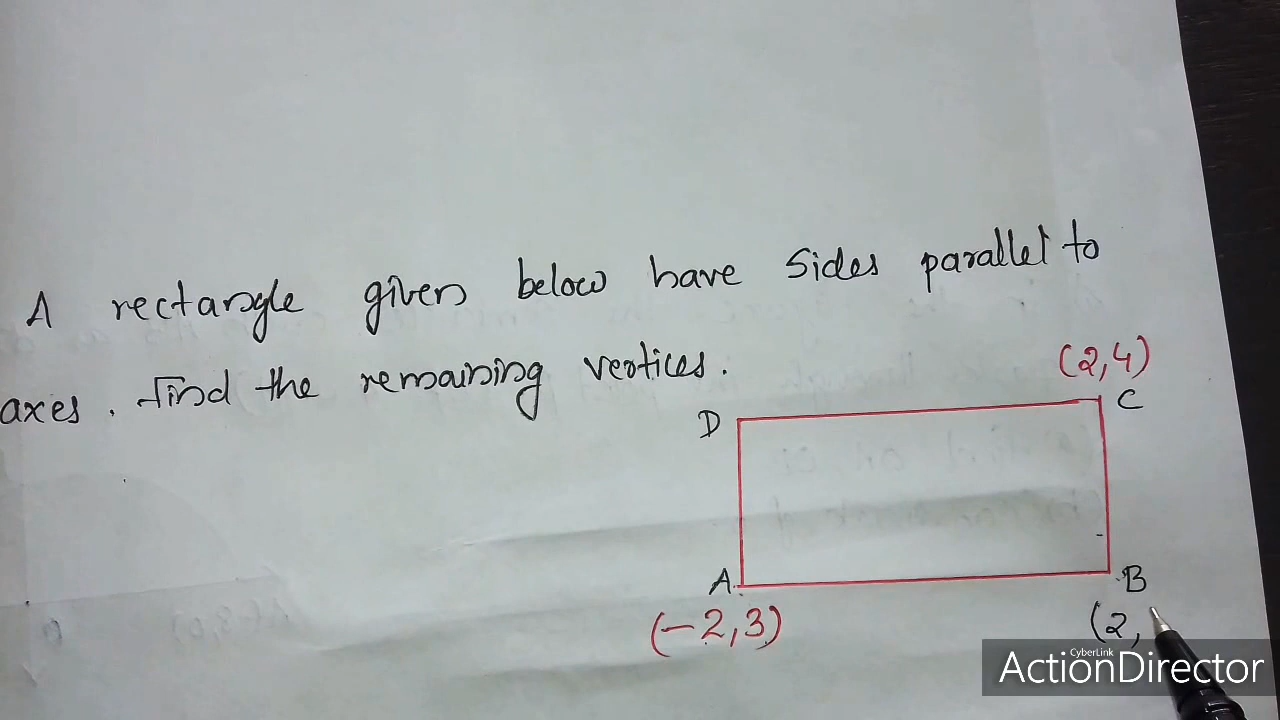 A rectangle given below have sides parallel to
axes. Find the remaining vertices.
(2,4)
D
C
A
B
(-2,3)
(2,
CyberLink
ActionDirector